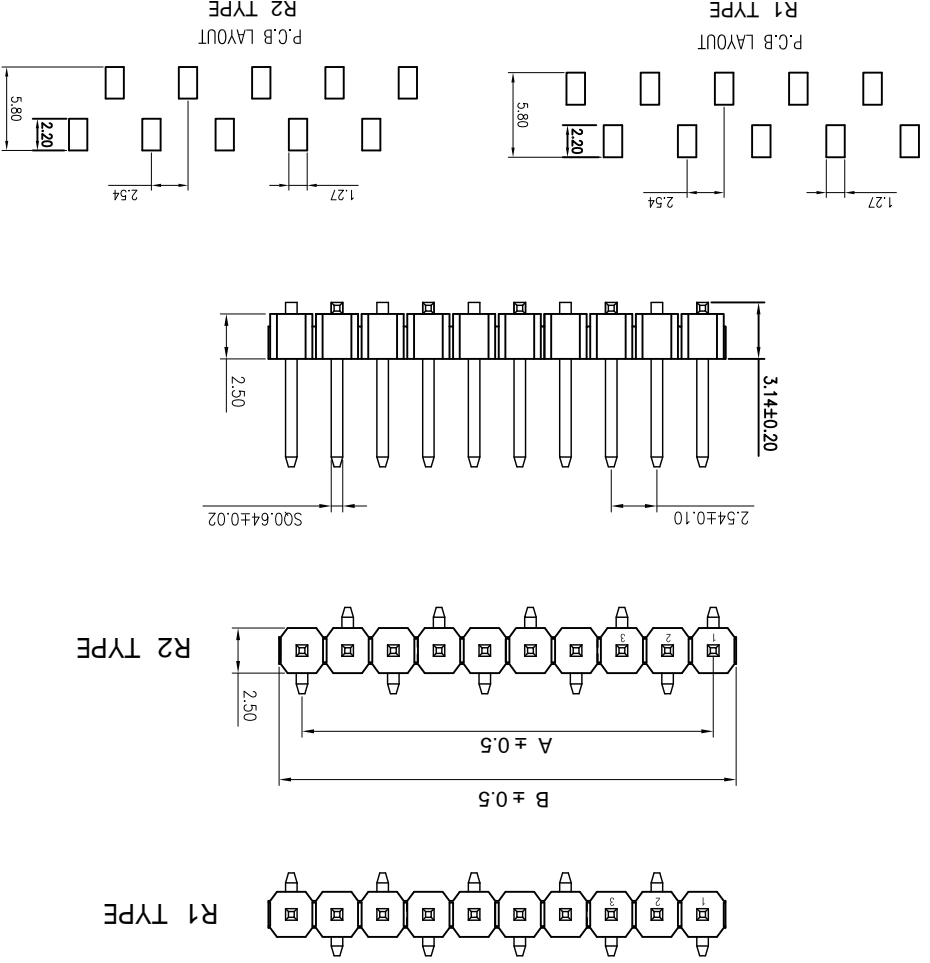 1 2 3
R1 TYPE
B ± 0.5
A ± 0.5
2.50
1 2 3
R2 TYPE
2.54±0.10
SQ0.64±0.02
3.14±0.20
2.50
1.27
2.54
2.20
5.80
P.C.B LAYOUT
R1 TYPE
1.27
2.54
2.20
5.80
P.C.B LAYOUT
R2 TYPE